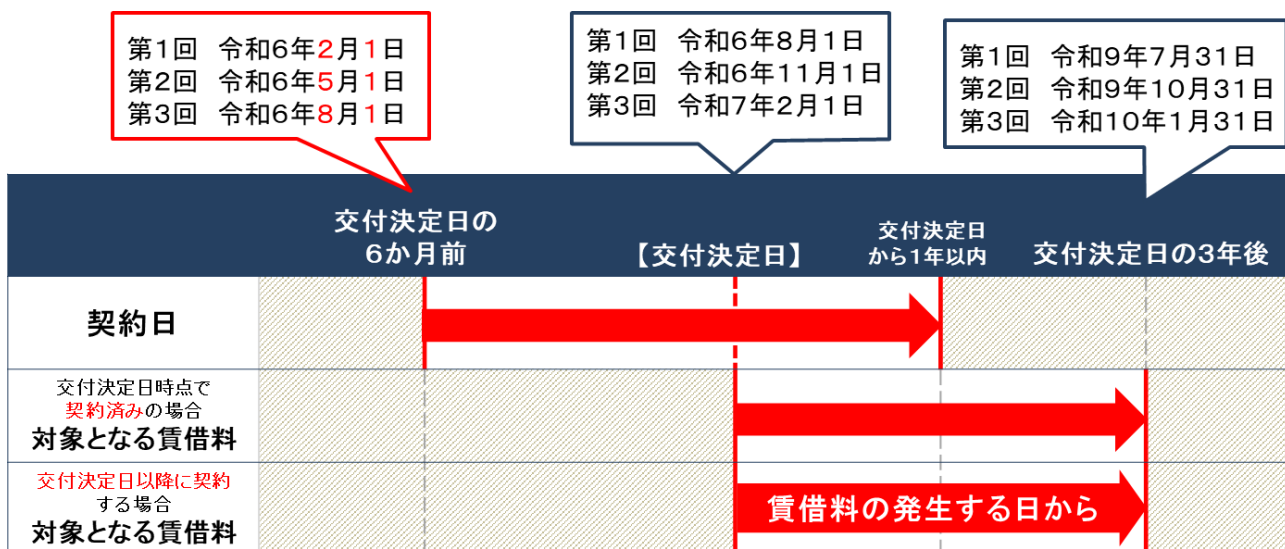 第1回 令和6年2月1日
第2回 令和6年5月1日
第3回 令和6年8月1日
第1回 令和6年8月1日
第2回 令和6年11月1日
第3回 令和7年2月1日
第1回 令和9年7月31日
第2回 令和9年10月31日
第3回 令和10年1月31日
交付決定日の
6か月前
【交付決定日】
交付決定日
から1年以内
交付決定日の3年後
契約日
交付決定日時点で
契約済みの場合
対象となる賃借料
交付決定日以降に契約
する場合
対象となる賃借料
賃借料の発生する日から